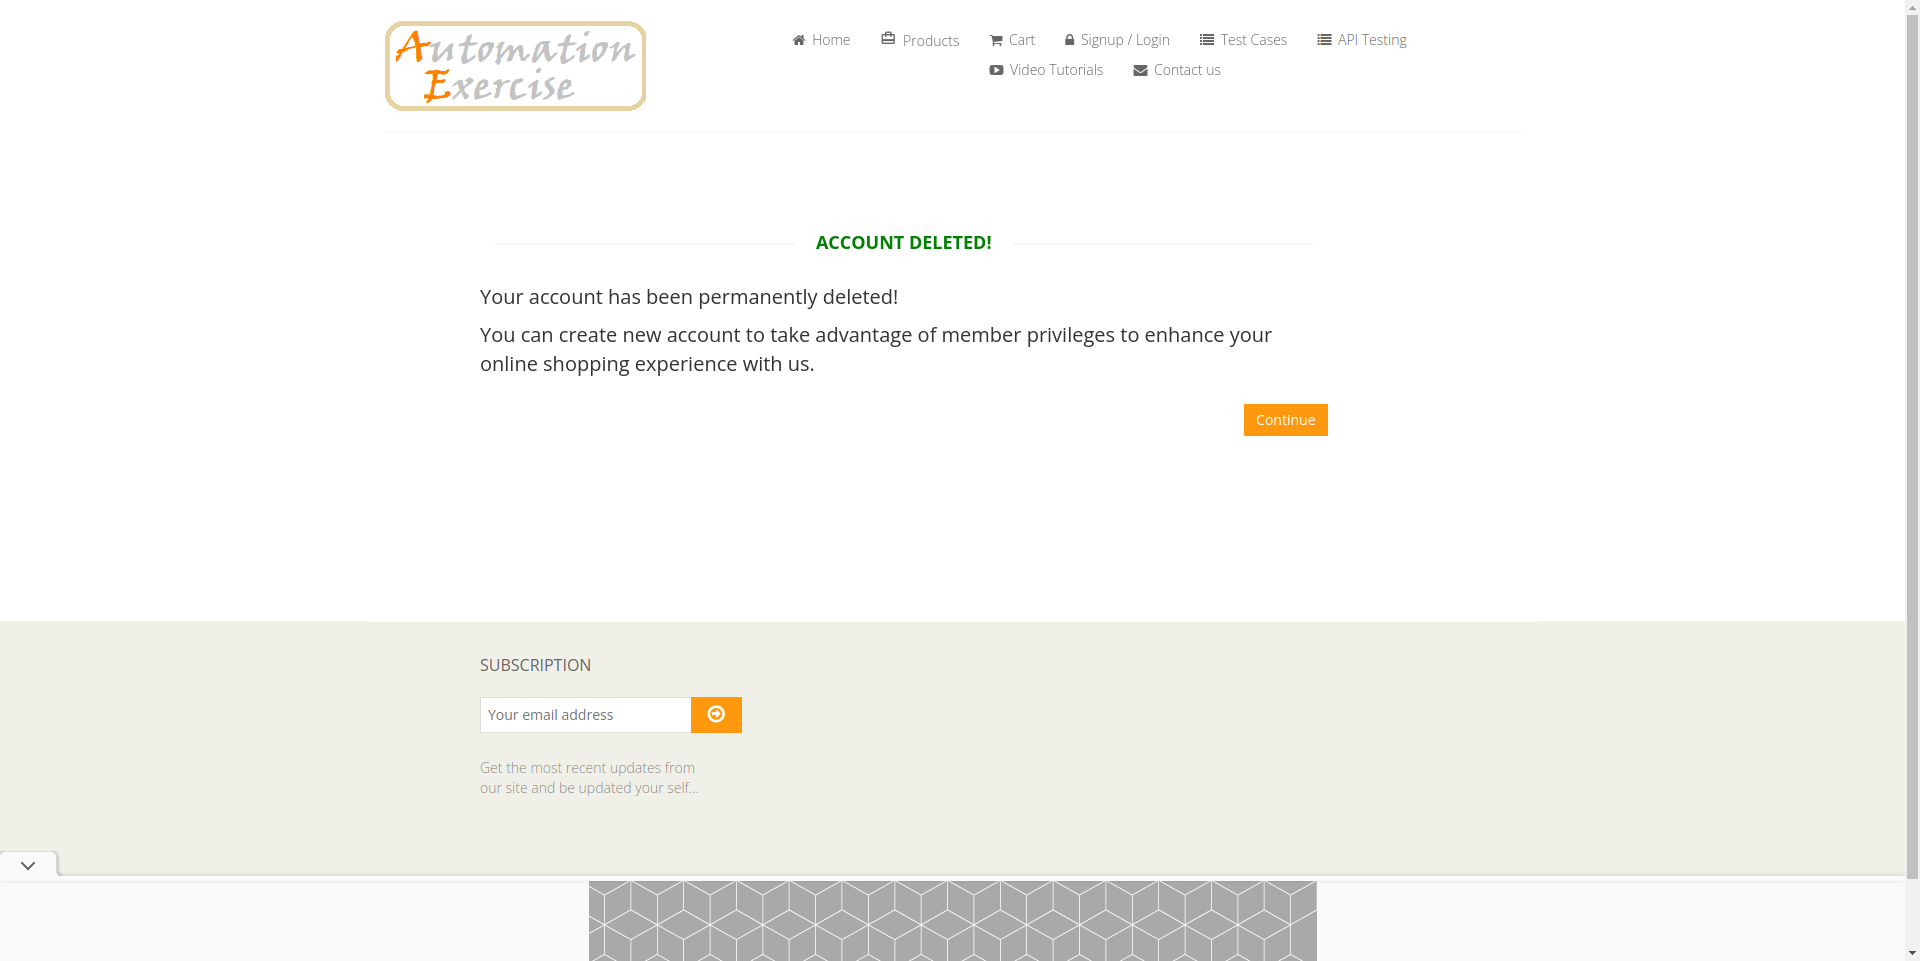 Automation
Exercise
Home Products Cart Signup / Login Test Cases API Testing
Video Tutorials Contact us
ACCOUNT DELETED!
Your account has been permanently deleted!
You can create new account to take advantage of member privileges to enhance your
online shopping experience with us.
Continue
SUBSCRIPTION
Your email address
Get the most recent updates from
our site and be updated your self...